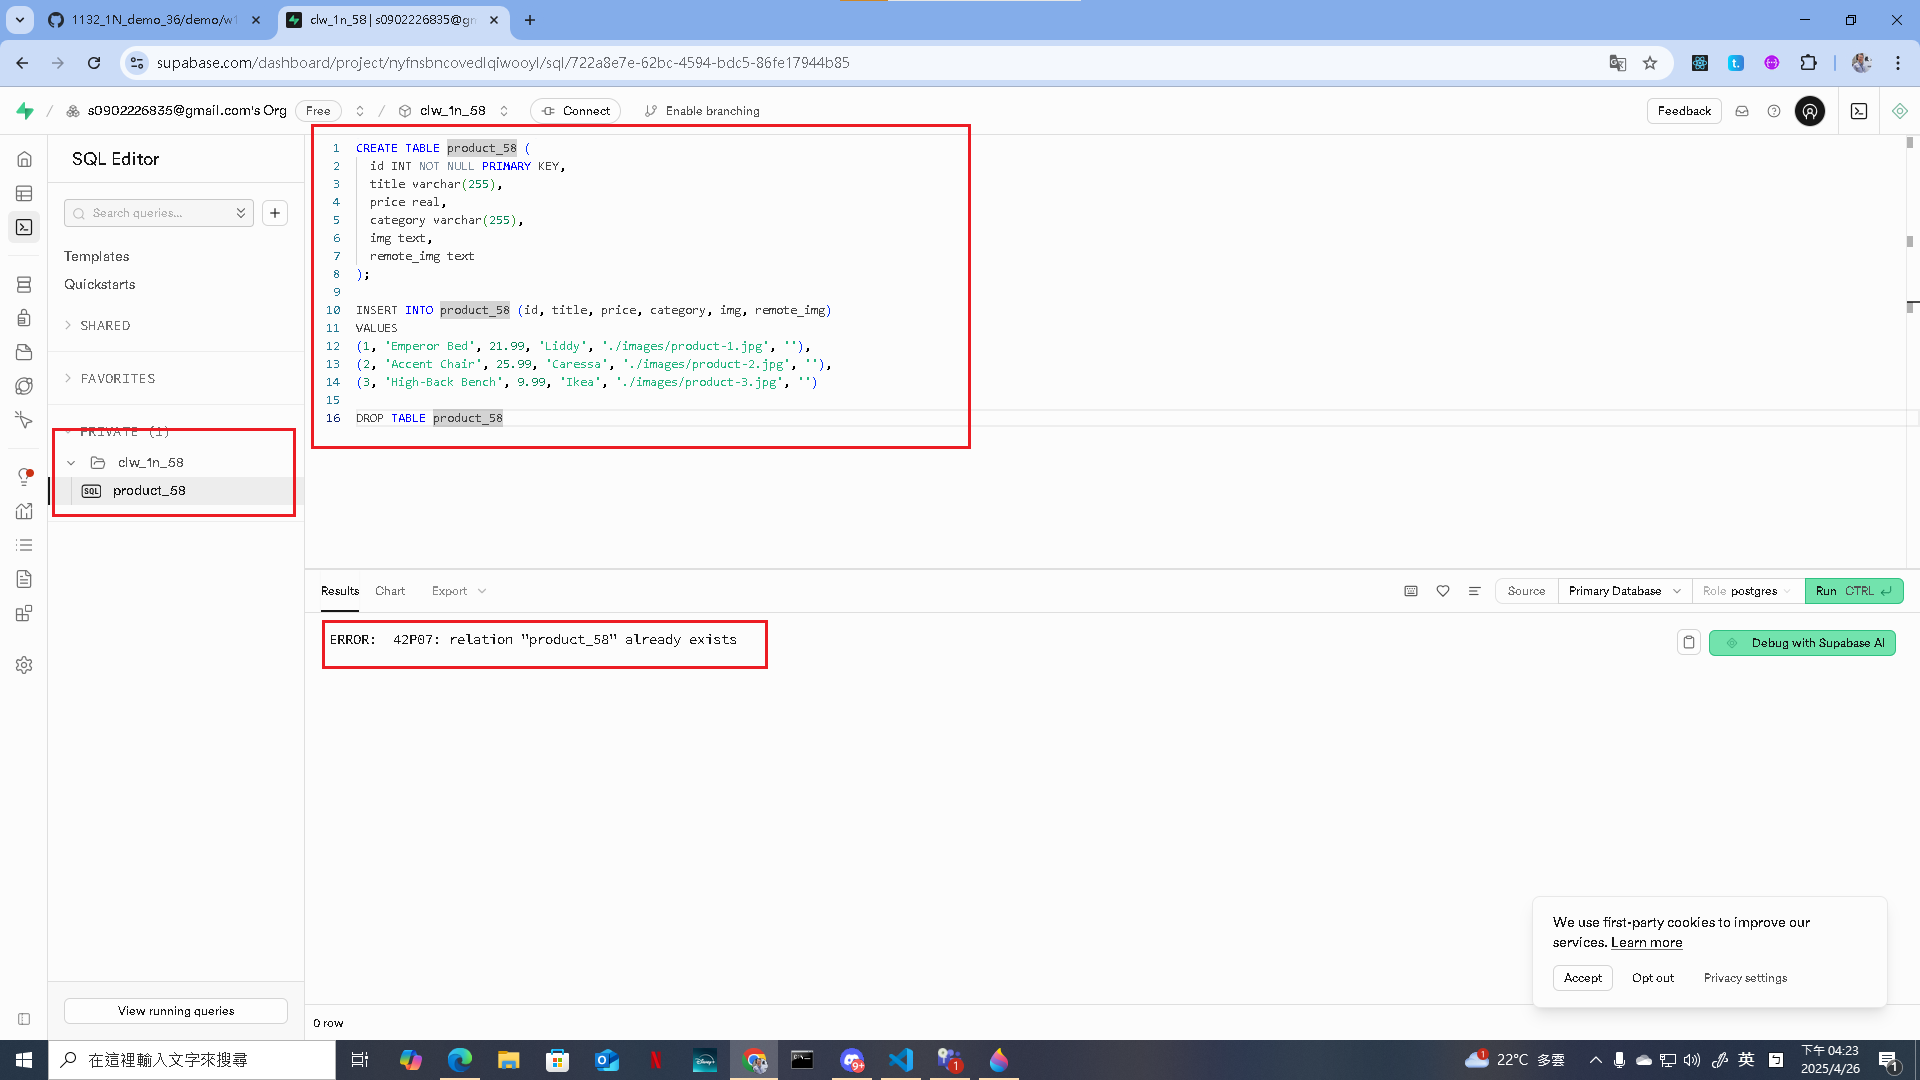 1132_1N_demo_36/demo/w1
clw_1n_58 | s0902226835@gm
supabase.com/dashboard/project/nyfnsbncovedlqiwooyl/sql/722a8e7e-62bc-4594-bdc5-86fe17944b85
s0902226835@gmail.com's Org Free / clw_1n_58 Connect Enable branching Feedback
SQL Editor
Search queries...
Templates
Quickstarts
SHARED
FAVORITES
PRIVATE (1)
clw_1n_58
SQL product_58
View running queries
1 CREATE TABLE product_58 (
2 id INT NOT NULL PRIMARY KEY,
3 title varchar(255),
4 price real,
5 category varchar(255),
6 img text,
7 remote_img text
8 );
9
10 INSERT INTO product_58 (id, title, price, category, img, remote_img)
11 VALUES
12 (1, 'Emperor Bed', 21.99, 'Liddy', './images/product-1.jpg', ''),
13 (2, 'Accent Chair', 25.99, 'Caressa', './images/product-2.jpg', ''),
14 (3, 'High-Back Bench', 9.99, 'Ikea', './images/product-3.jpg', '')
15
16 DROP TABLE product_58
Results Chart Export Source Primary Database Role postgres Run CTRL
ERROR: 42P07: relation "product_58" already exists
Debug with Supabase AI
We use first-party cookies to improve our
services. Learn more
Accept Opt out Privacy settings
0 row
在這裡輸入文字來搜尋
Disney+
9+
1
1
22°C 多雲
英
下午 04:23
2025/4/26
1